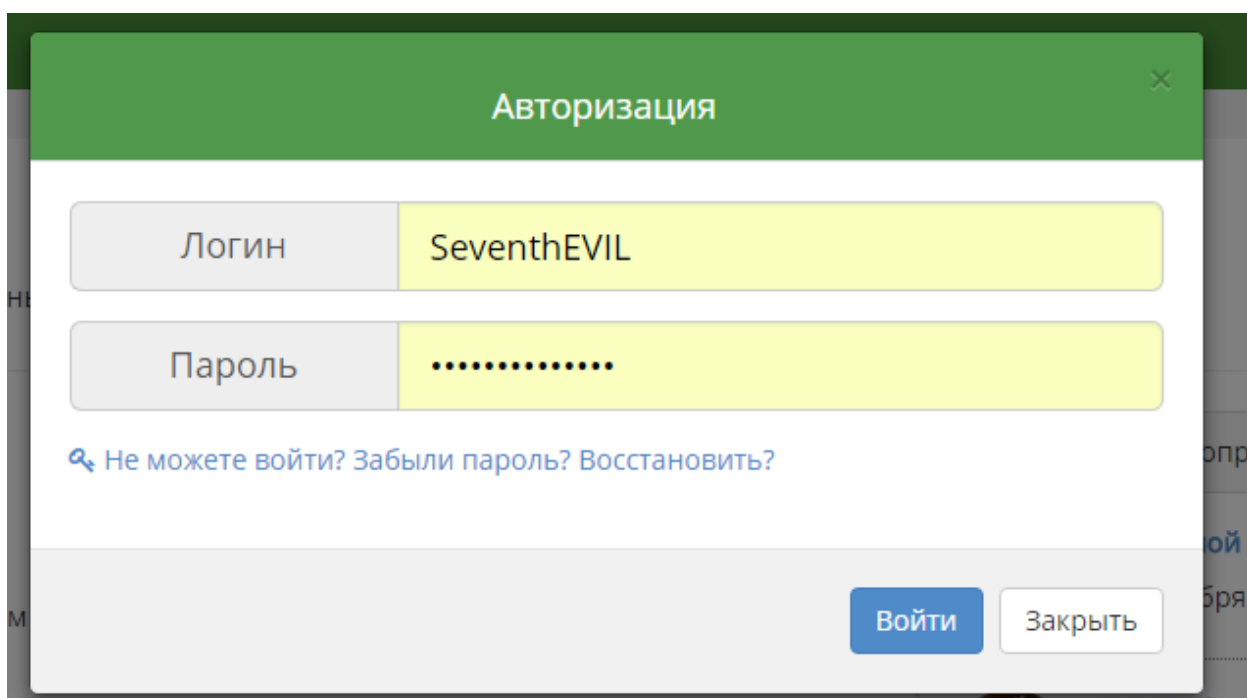 Авторизация
×
Логин
SeventhEVIL
Пароль
••••••••••••••
Не можете войти? Забыли пароль? Восстановить?
Войти
Закрыть